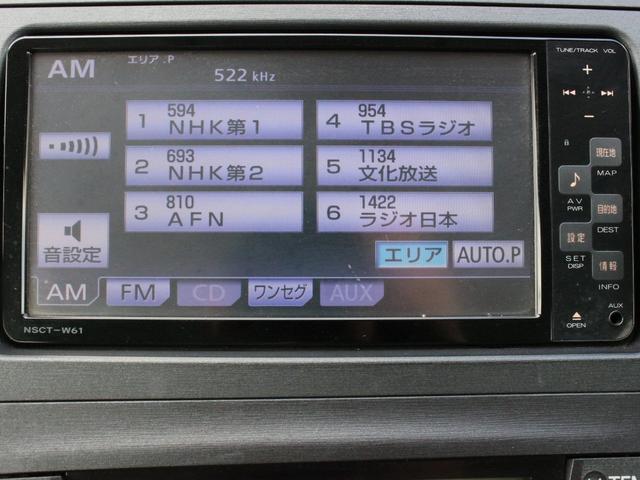 AM
エリア .P
522 kHz
1 594 NHK第1
2 693 NHK第2
3 810 AFN
4 954 TBSラジオ
5 1134 文化放送
6 1422 ラジオ日本
音設定
エリア
AUTO.P
AM
FM
CD
ワンセグ
AUX
NSCT-W61
TUNE/TRACK VOL
現在地
MAP
AV
PWR
目的地
DEST
設定
SET
DISP
情報
INFO
OPEN
AUX